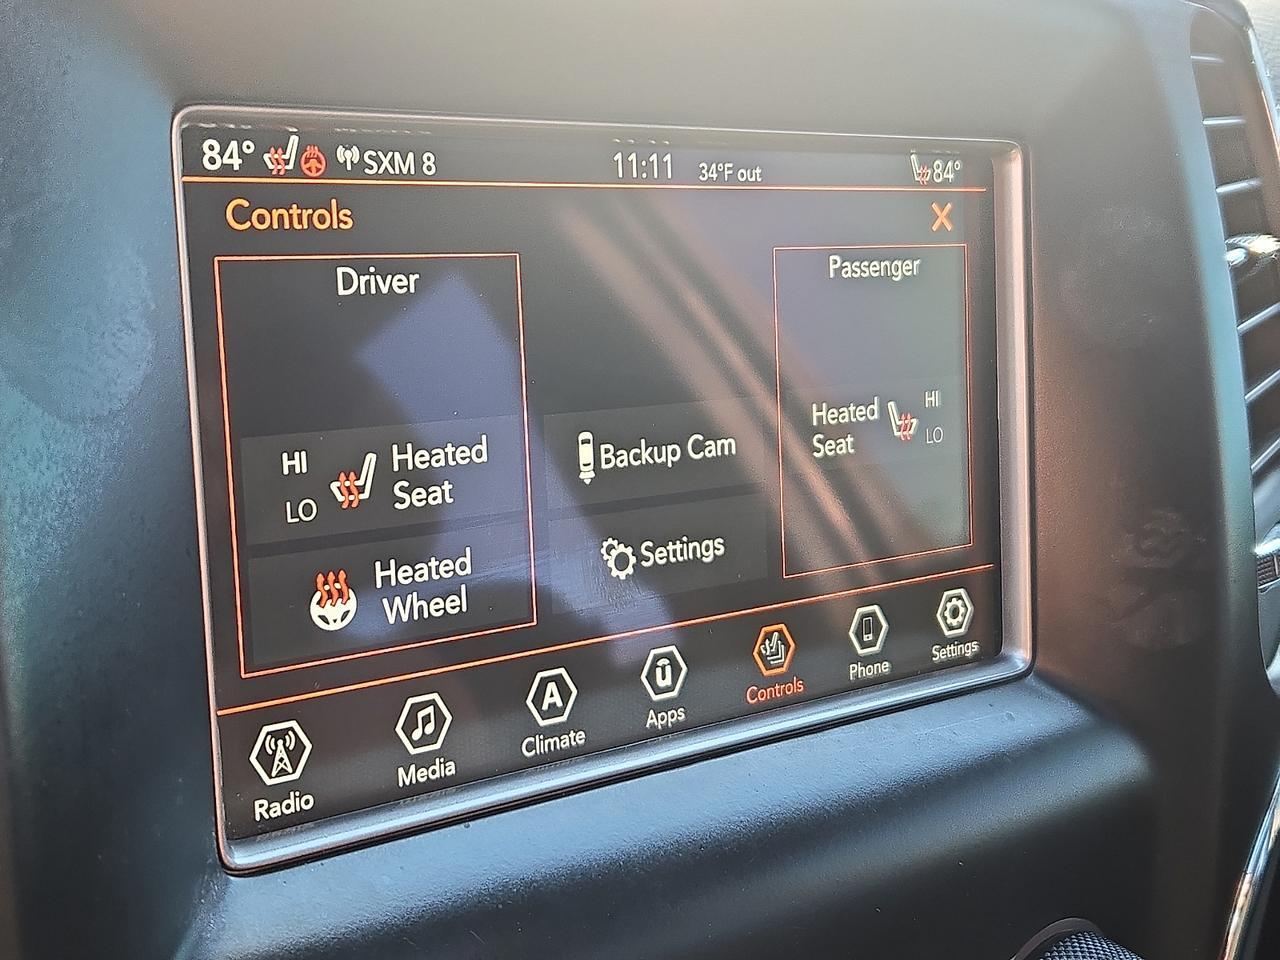 84° SXM 8 11:11 34°F out 84°
Controls X
Driver
HI
LO
Heated
Seat
Heated
Wheel
Backup Cam
Settings
Passenger
Heated
Seat
HI
LO
Radio
Media
A
Climate
ū
Apps
Controls
Phone
Settings